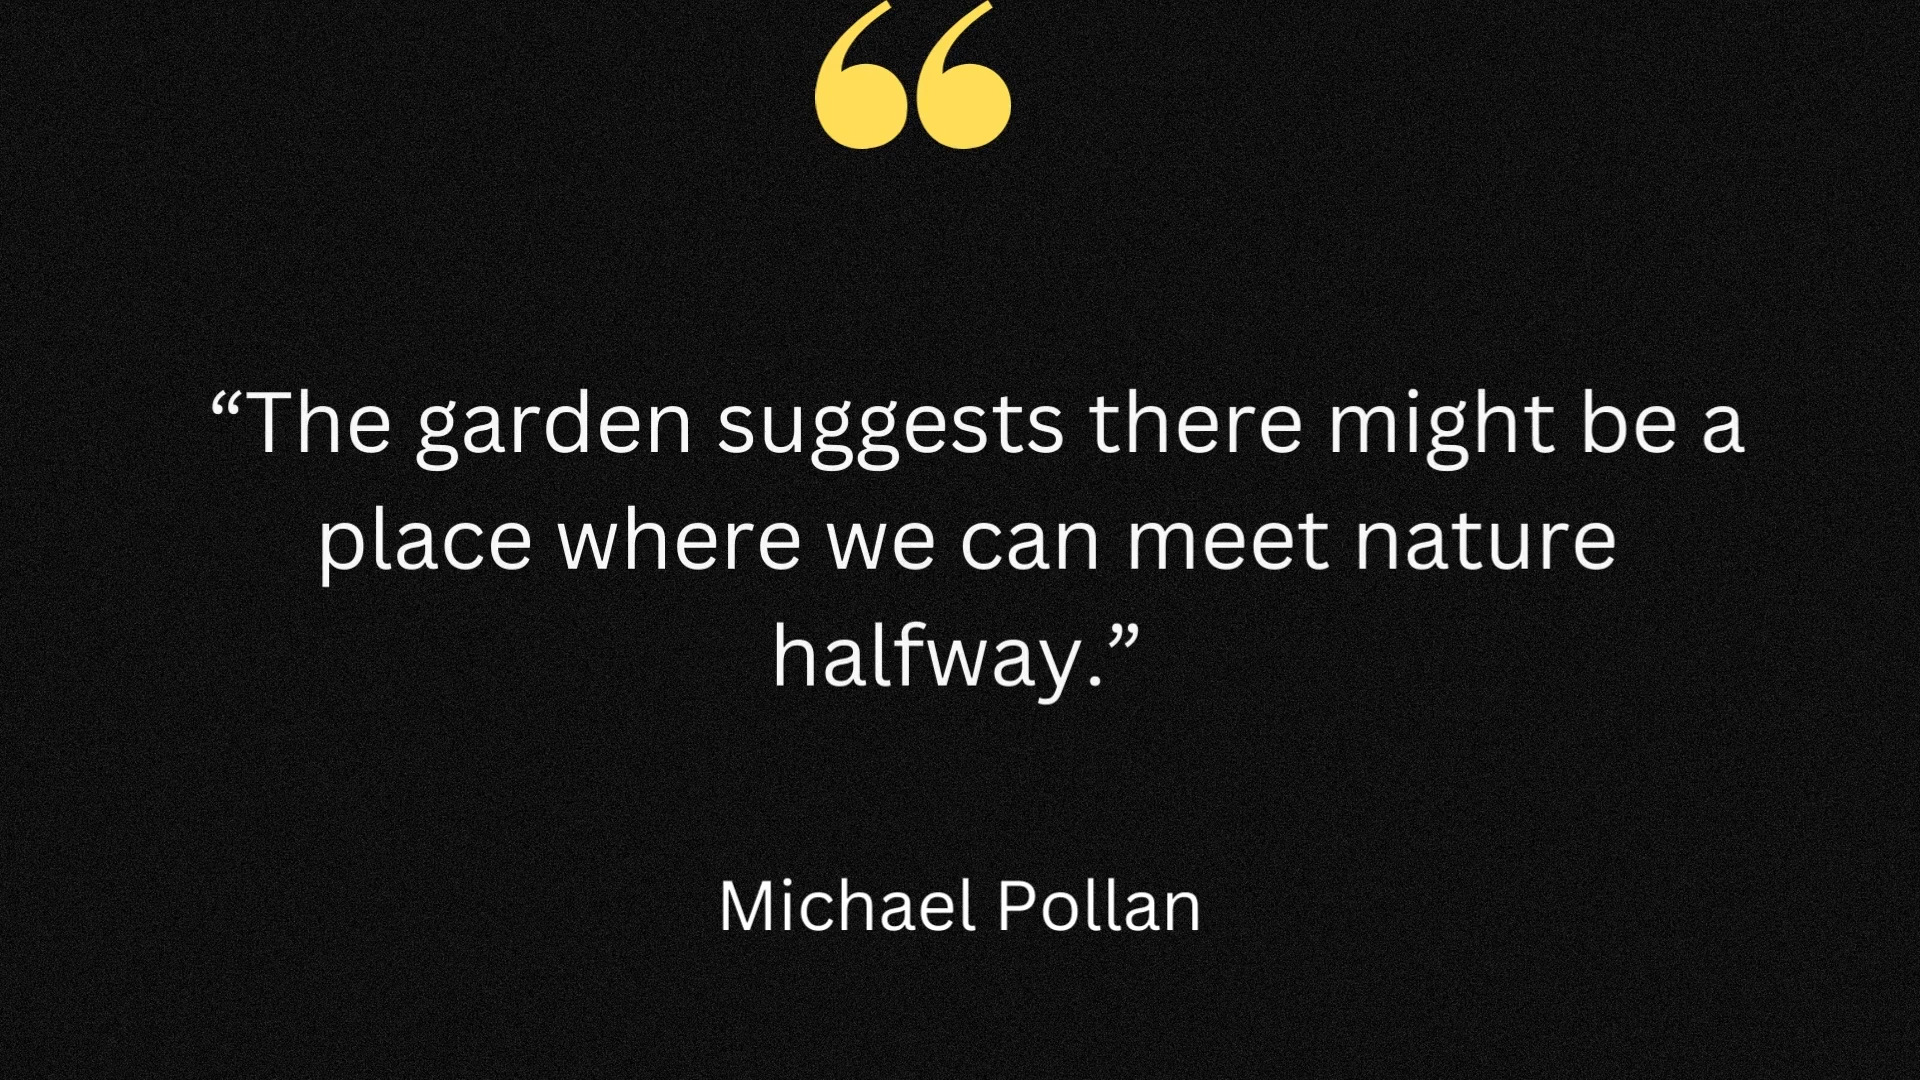 “
“The garden suggests there might be a
place where we can meet nature
halfway.”
Michael Pollan